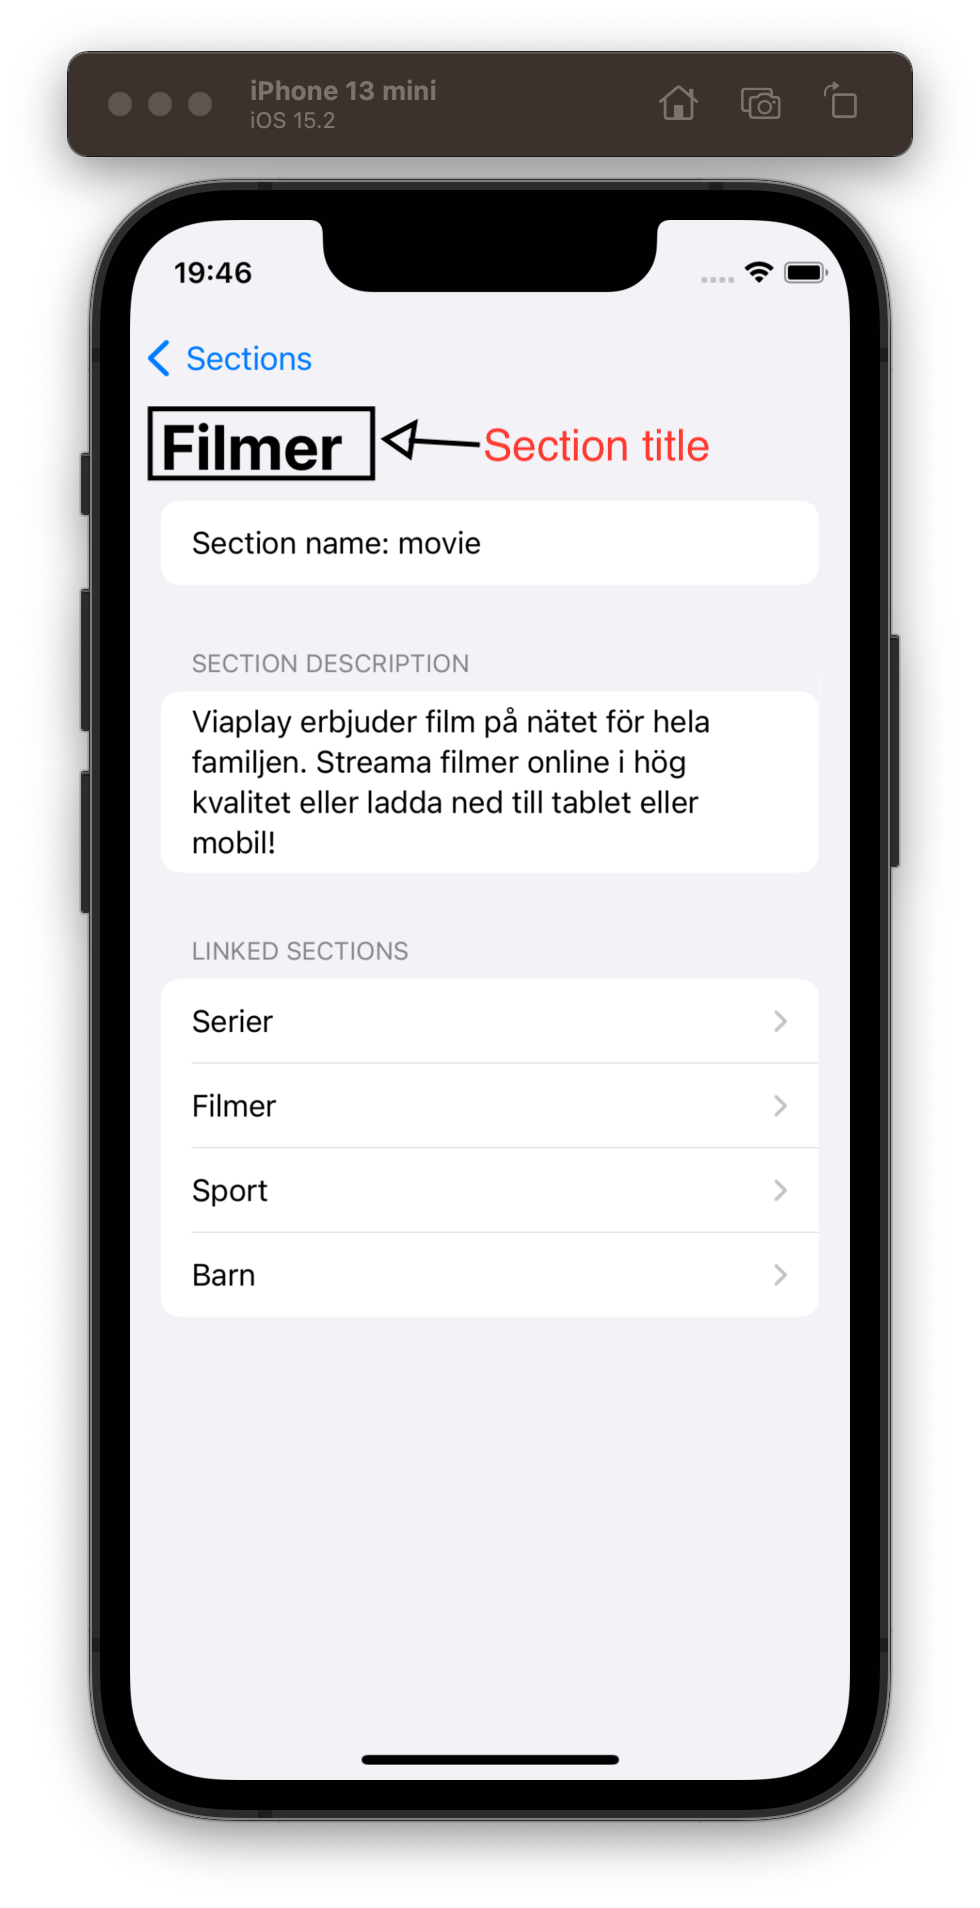 iPhone 13 mini
iOS 15.2
19:46
Sections
Filmer
Section title
Section name: movie
SECTION DESCRIPTION
Viaplay erbjuder film på nätet för hela
familjen. Streama filmer online i hög
kvalitet eller ladda ned till tablet eller
mobil!
LINKED SECTIONS
Serier
Filmer
Sport
Barn